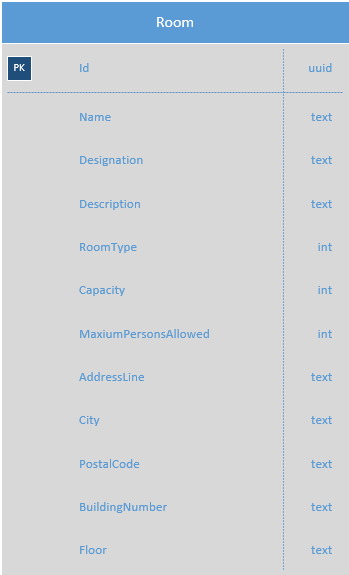 Room
PK Id uuid
Name text
Designation text
Description text
RoomType int
Capacity int
MaxiumPersonsAllowed int
AddressLine text
City text
PostalCode text
BuildingNumber text
Floor text